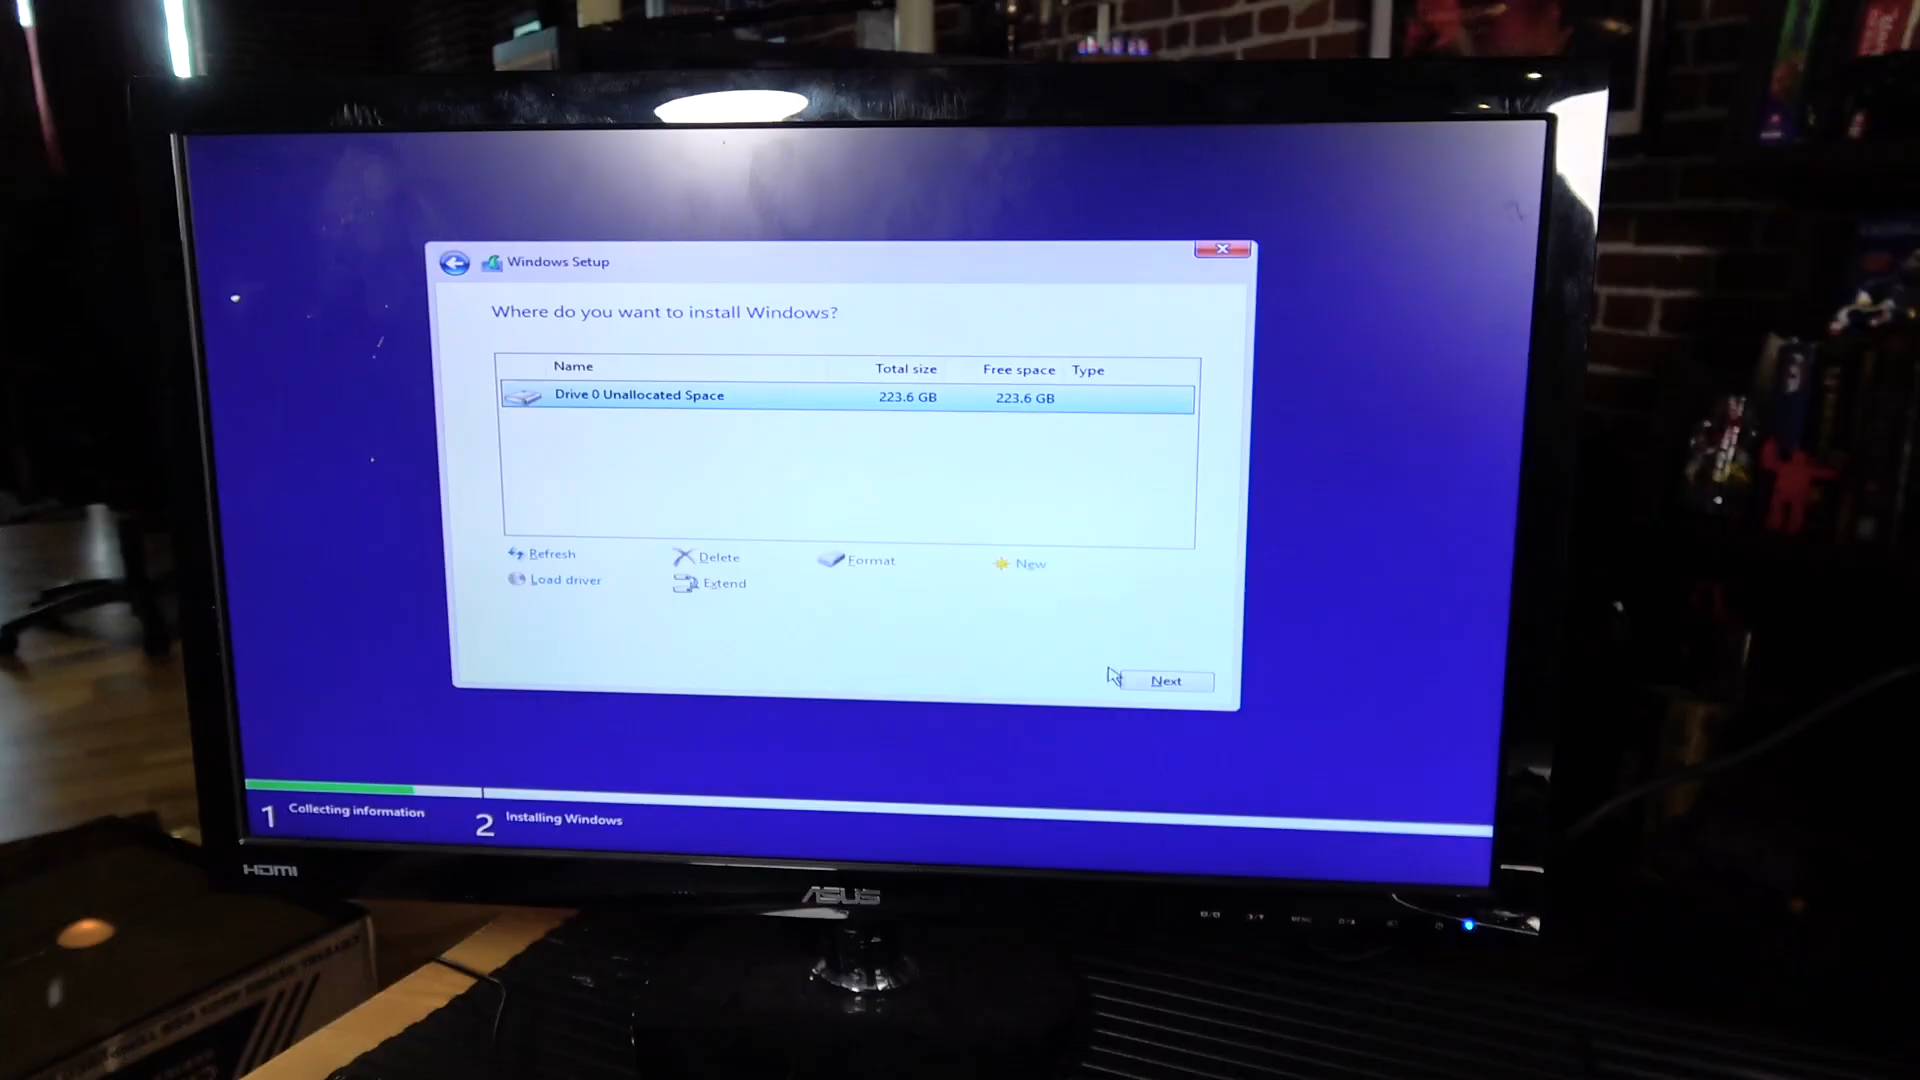 Windows Setup
Where do you want to install Windows?
Name Total size Free space Type
Drive 0 Unallocated Space 223.6 GB 223.6 GB
Refresh Delete Format New
Load driver Extend
Next
1 Collecting information 2 Installing Windows
HDMI
ASUS